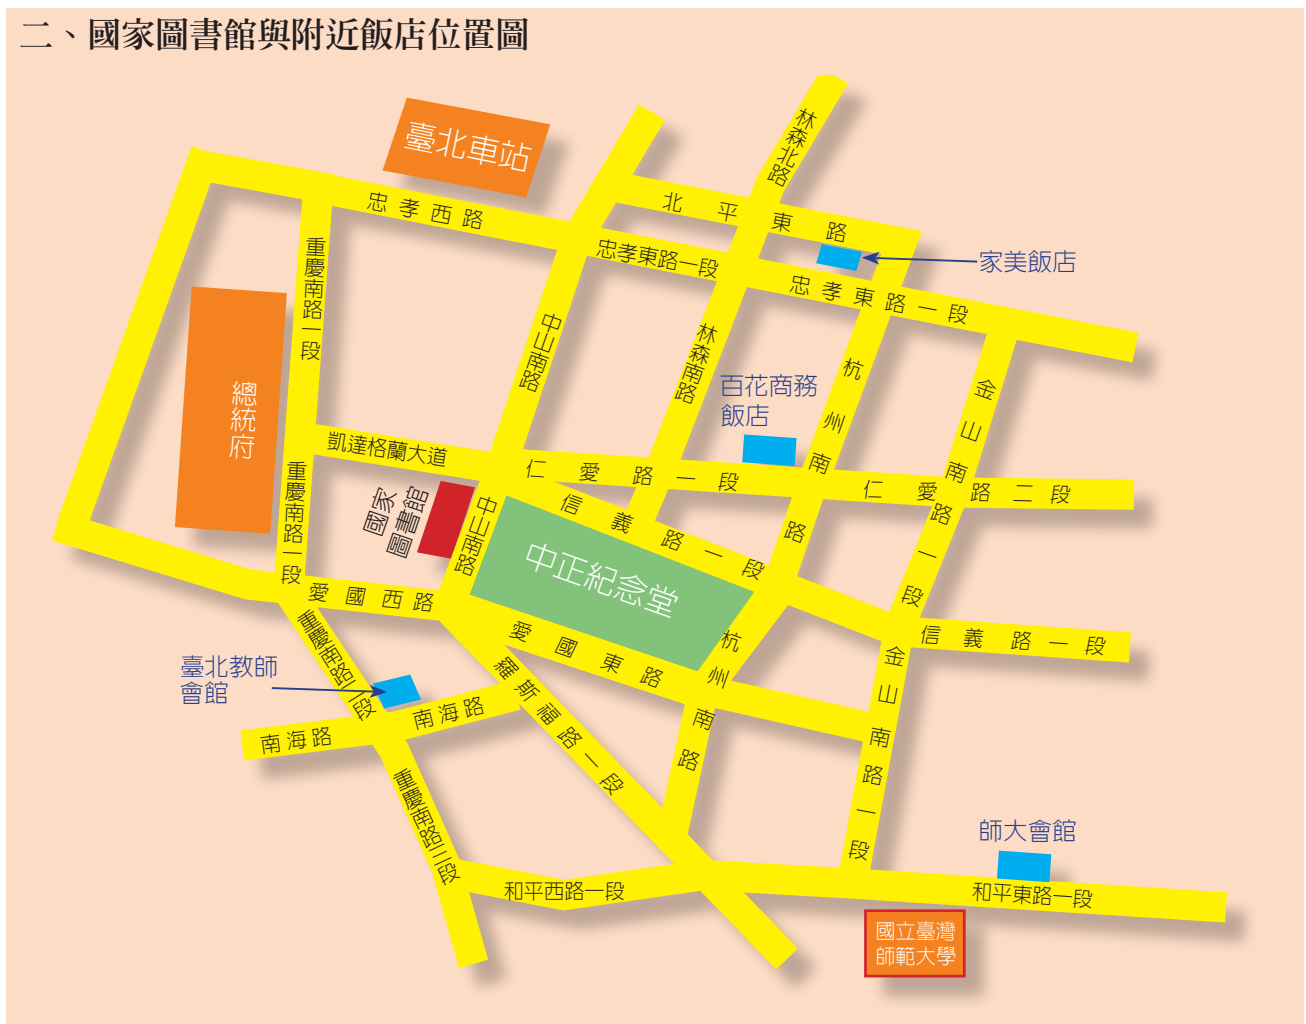 二、國家圖書館與附近飯店位置圖
臺北車站
林森北路
忠孝西路
北平東路
忠孝東路一段
家美飯店
忠孝東路一段
重慶南路一段
中山南路
林森南路
杭州南路
金山南路一段
百花商務
飯店
總統府
凱達格蘭大道
仁愛路一段
仁愛路二段
重慶南路一段
國家
圖書館
中山南路
信義路一段
中正紀念堂
愛國西路
愛國東路
杭州南路
信義路一段
重慶南路二段
臺北教師
會館
南海路
南海路
羅斯福路一段
金山南路一段
重慶南路三段
和平西路一段
師大會館
和平東路一段
國立臺灣
師範大學